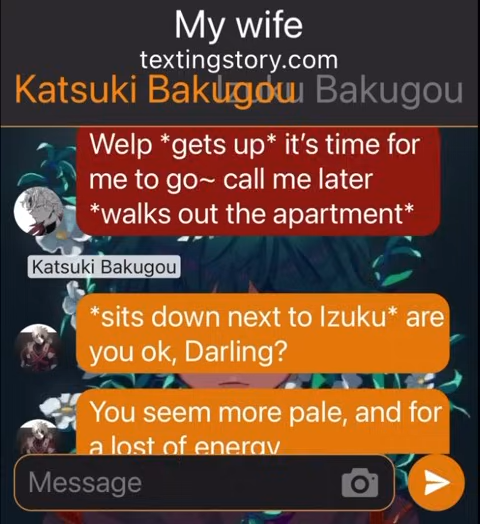 My wife
textingstory.com
Katsuki Bakugou Izuku Bakugou
Welp *gets up* it's time for
me to go~ call me later
*walks out the apartment*
Katsuki Bakugou
*sits down next to Izuku* are
you ok, Darling?
You seem more pale, and for
a lost of energy
Message